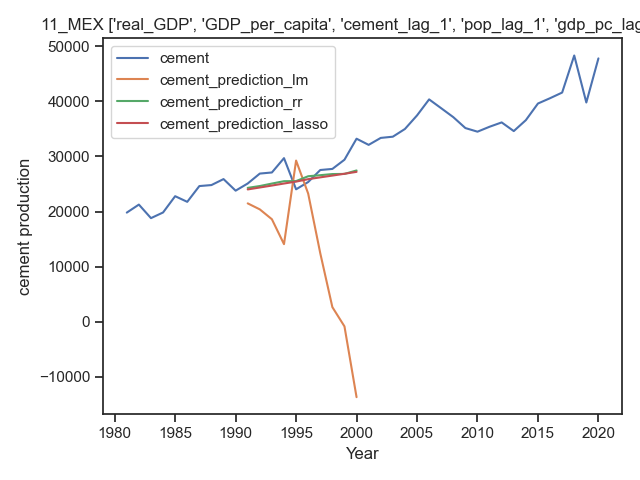 11_MEX ['real_GDP', 'GDP_per_capita', 'cement_lag_1', 'pop_lag_1', 'gdp_pc_lag
50000
40000
30000
20000
10000
0
−10000
cement production
cement
cement_prediction_lm
cement_prediction_rr
cement_prediction_lasso
1980
1985
1990
1995
2000
2005
2010
2015
2020
Year